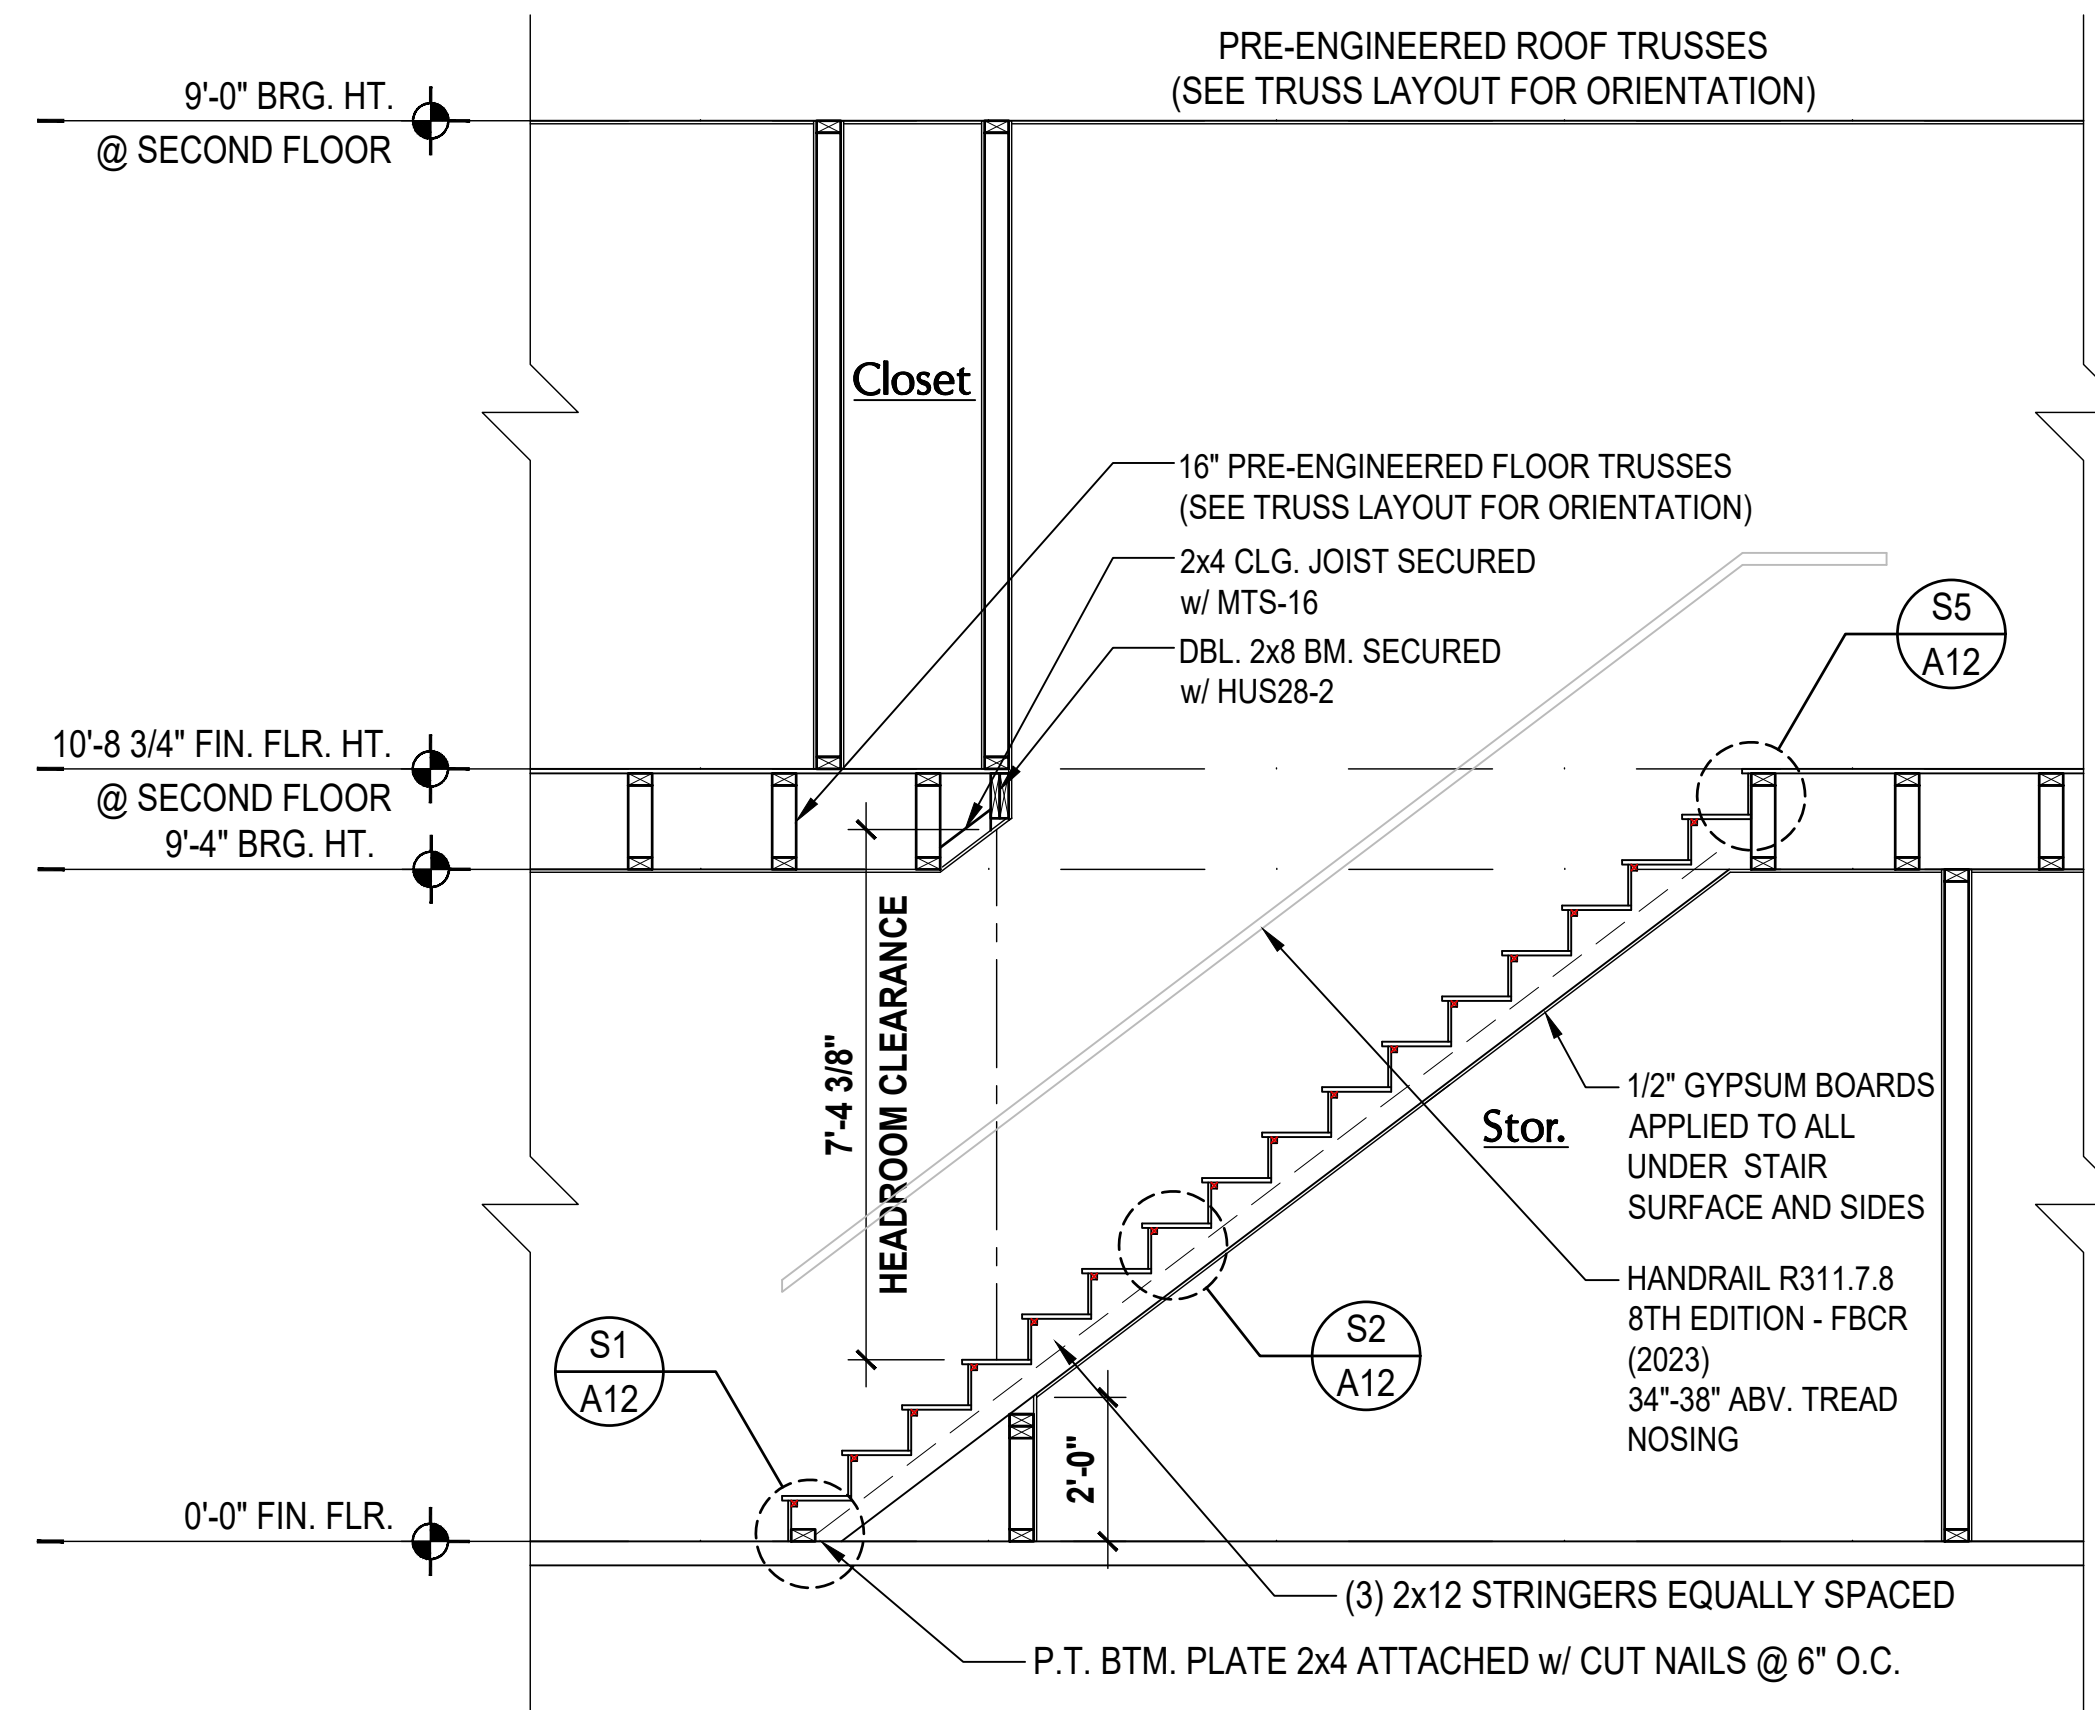 PRE-ENGINEERED ROOF TRUSSES
(SEE TRUSS LAYOUT FOR ORIENTATION)
9'-0" BRG. HT.
@ SECOND FLOOR
Closet
16" PRE-ENGINEERED FLOOR TRUSSES
(SEE TRUSS LAYOUT FOR ORIENTATION)
2x4 CLG. JOIST SECURED
w/ MTS-16
DBL. 2x8 BM. SECURED
w/ HUS28-2
S5
A12
10'-8 3/4" FIN. FLR. HT.
@ SECOND FLOOR
9'-4" BRG. HT.
7'-4 3/8"
HEADROOM CLEARANCE
1/2" GYPSUM BOARDS
APPLIED TO ALL
UNDER STAIR
SURFACE AND SIDES
Stor.
HANDRAIL R311.7.8
8TH EDITION - FBCR
(2023)
34"-38" ABV. TREAD
NOSING
S1
A12
S2
A12
2'-0"
0'-0" FIN. FLR.
(3) 2x12 STRINGERS EQUALLY SPACED
P.T. BTM. PLATE 2x4 ATTACHED w/ CUT NAILS @ 6" O.C.